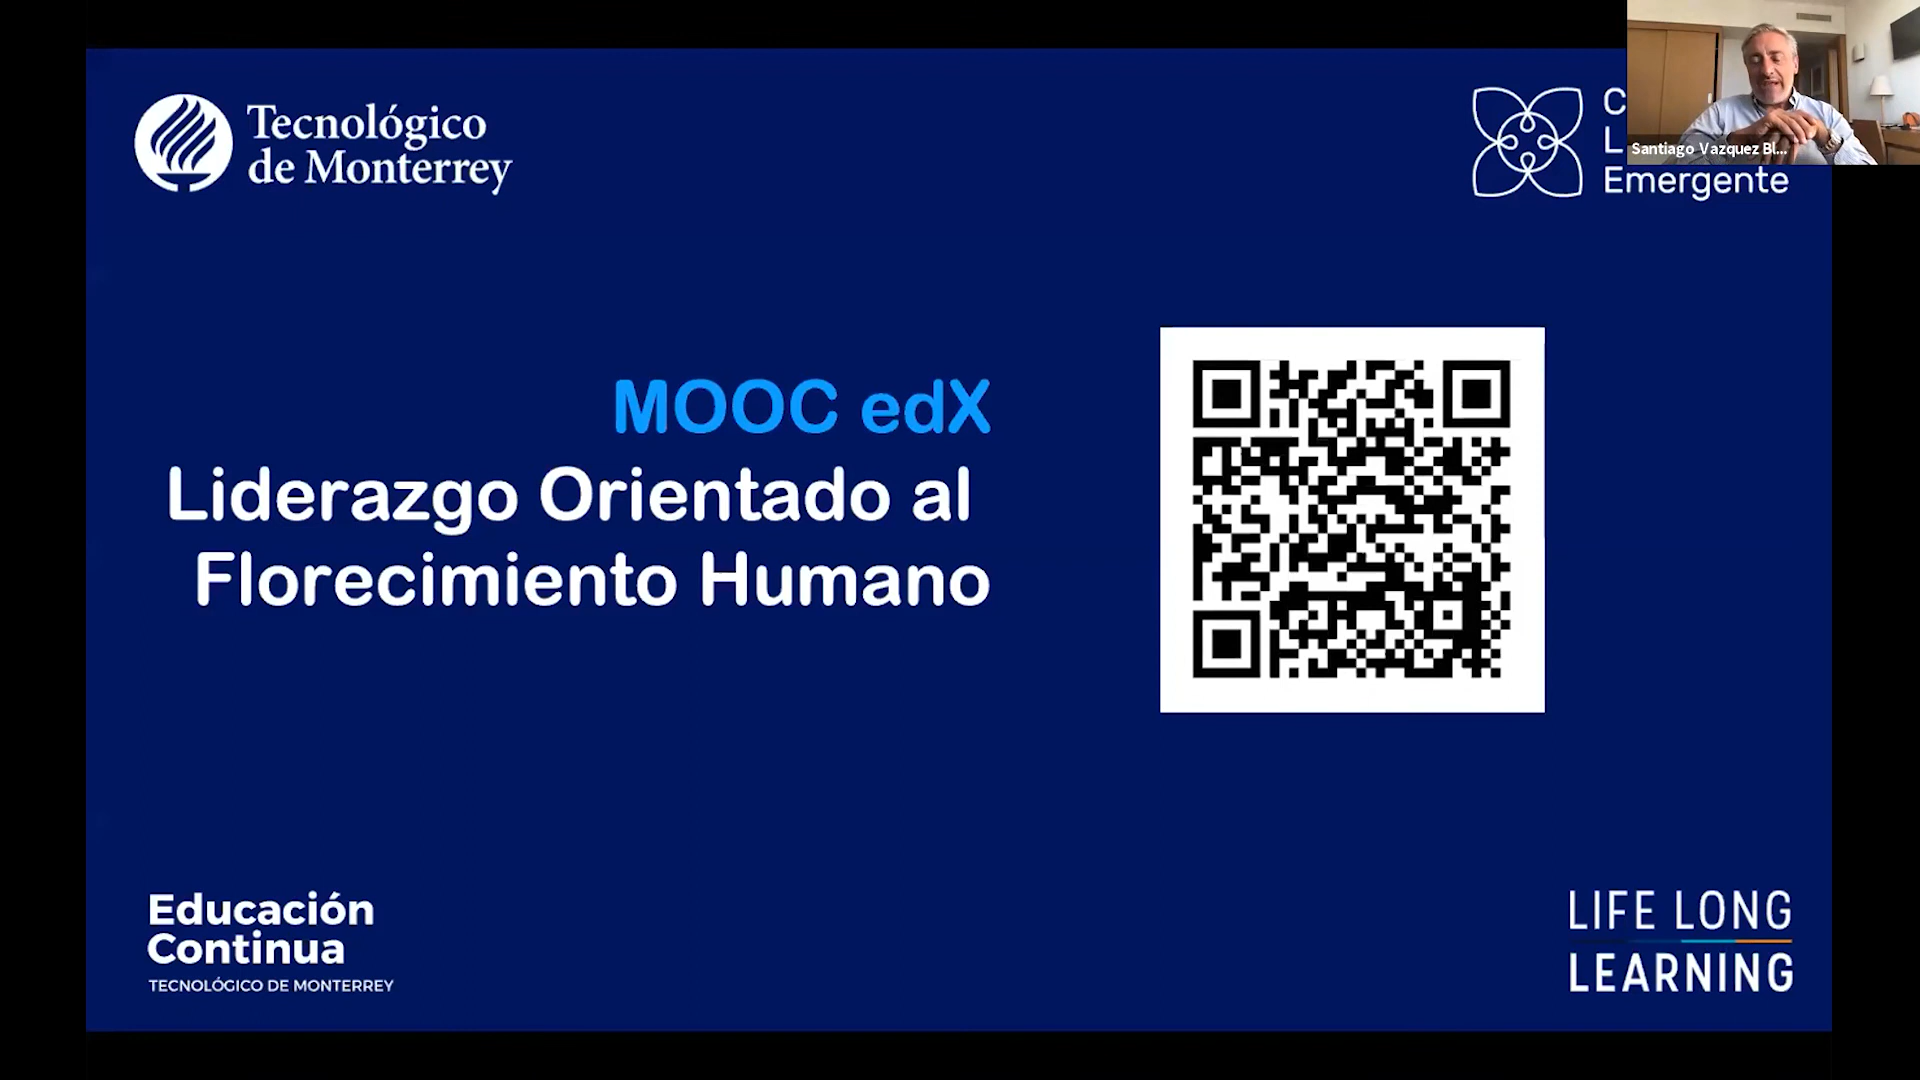 Tecnológico
de Monterrey
Emergente
Santiago Vazquez Bl...
MOOC edX
Liderazgo Orientado al
Florecimiento Humano
Educación
Continua
TECNOLÓGICO DE MONTERREY
LIFE LONG
LEARNING